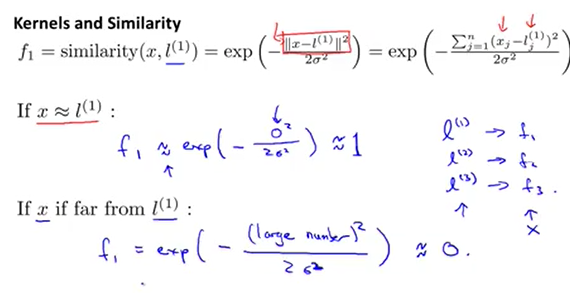 Kernels and Similarity
f₁ = similarity(x, l⁽¹⁾) = exp(-‖x-l⁽¹⁾‖²/2σ²) = exp(-∑ⁿⱼ₌₁(xⱼ-lⱼ⁽¹⁾)²/2σ²)
If x ≈ l⁽¹⁾ :
f₁ ≈ exp(-0²/2σ²) ≈ 1
l⁽¹⁾ → f₁
l⁽²⁾ → f₂
l⁽³⁾ → f₃.
x
If x if far from l⁽¹⁾ :
f₁ = exp(-(large number)²/2σ²) ≈ 0.